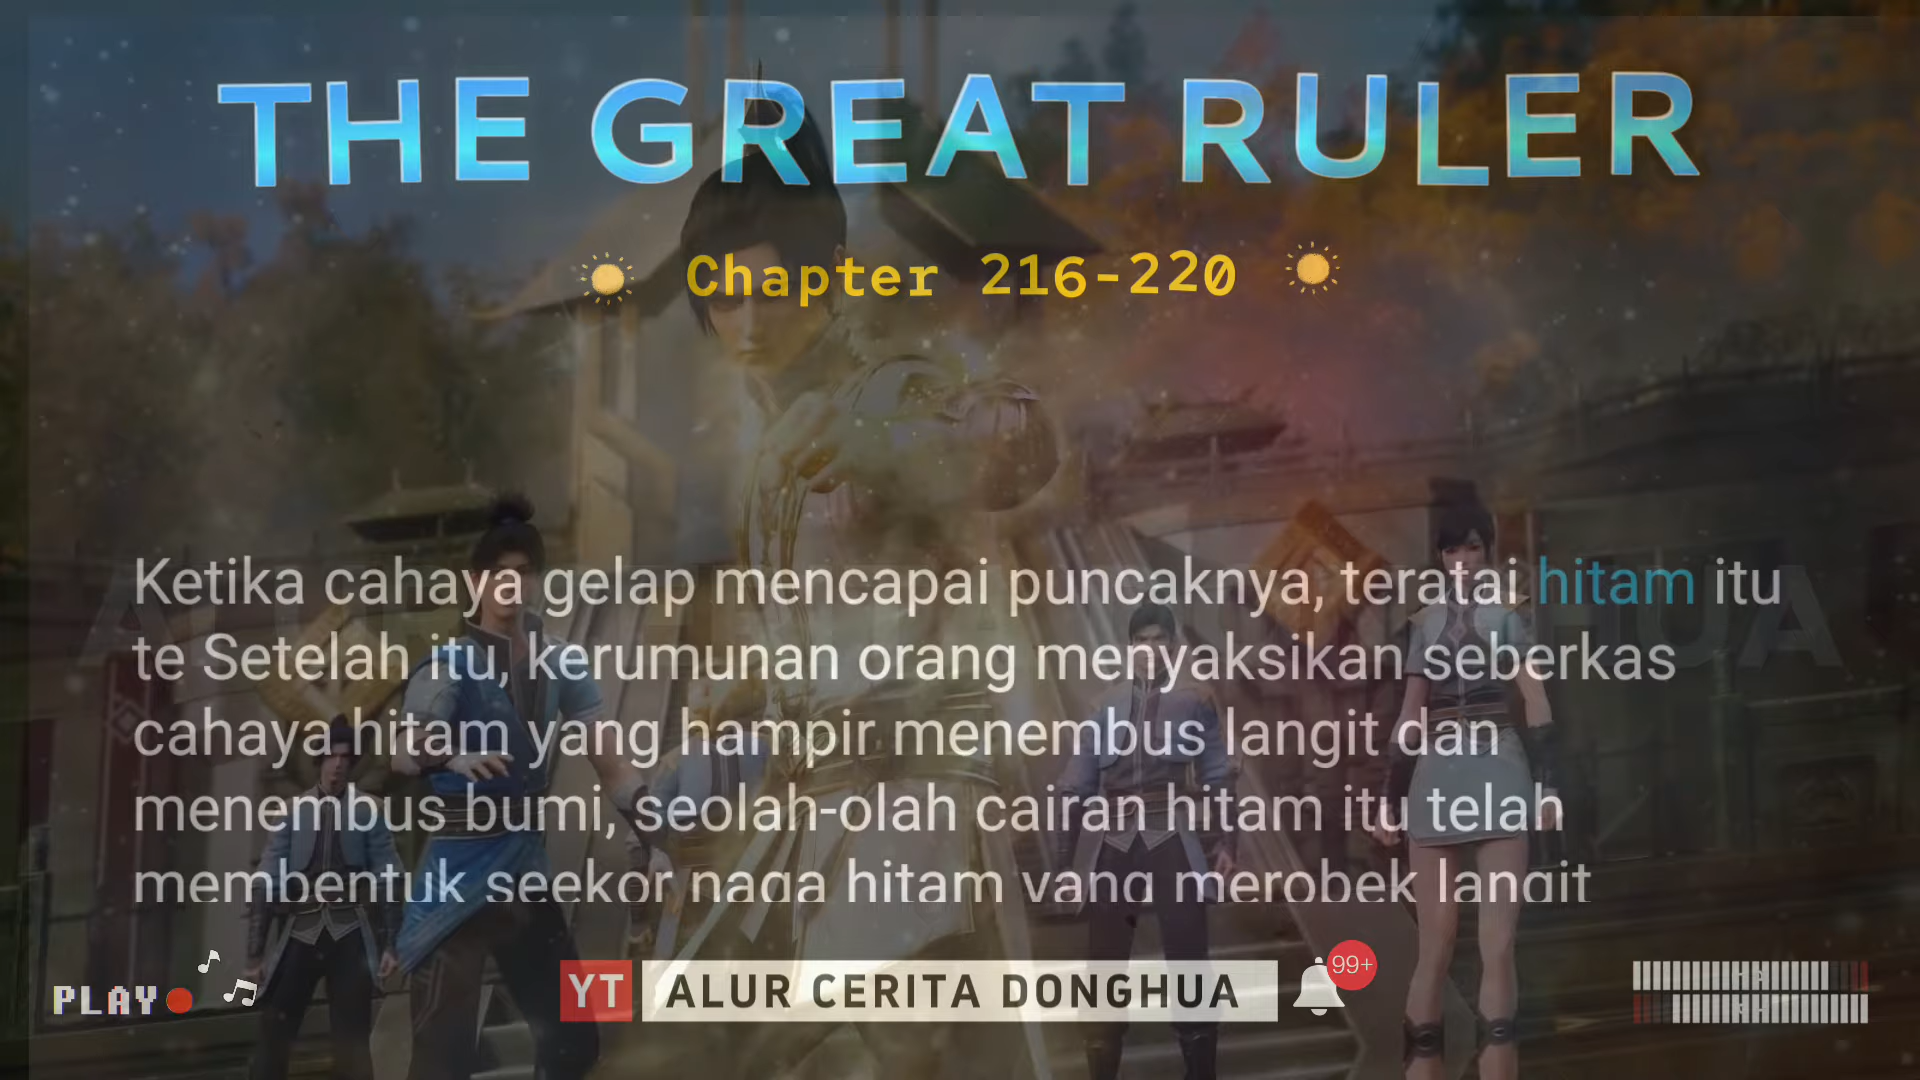 THE GREAT RULER
Chapter 216-220
Ketika cahaya gelap mencapai puncaknya, teratai hitam itu
te Setelah itu, kerumunan orang menyaksikan seberkas
cahaya hitam yang hampir menembus langit dan
menembus bumi, seolah-olah cairan hitam itu telah
membentuk seekor naga hitam yang merobek langit
PLAY
YT ALUR CERITA DONGHUA
99+